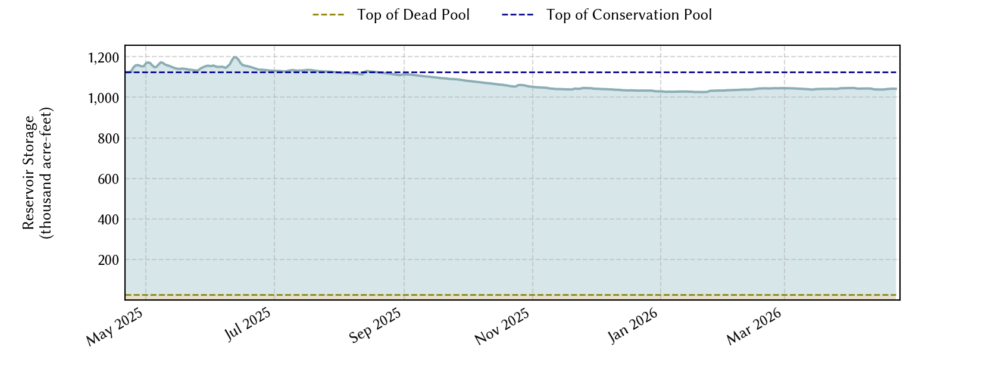 Top of Dead Pool
Top of Conservation Pool
Reservoir Storage
(thousand acre-feet)
1,200
1,000
800
600
400
200
May 2025
Jul 2025
Sep 2025
Nov 2025
Jan 2026
Mar 2026